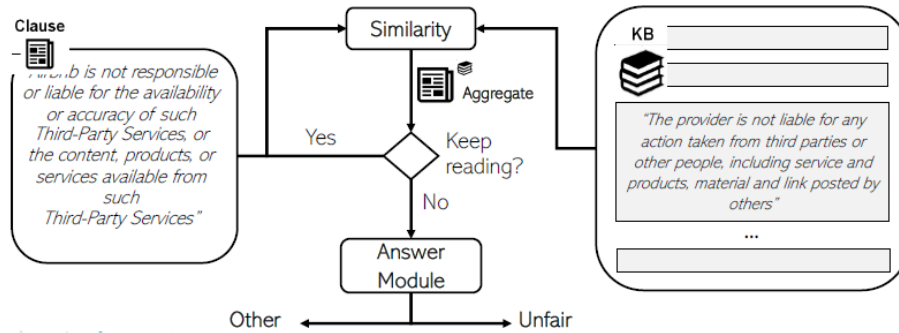 Clause
Airbnb is not responsible
or liable for the availability
or accuracy of such
Third-Party Services, or
the content, products, or
services available from
such
Third-Party Services”
Similarity
Aggregate
Yes
Keep
reading?
No
Answer
Module
Other
Unfair
KB
“The provider is not liable for any
action taken from third parties or
other people, including service and
products, material and link posted by
others”
...